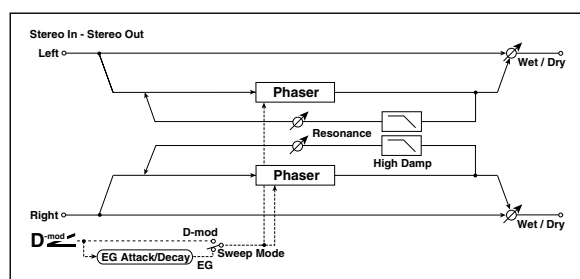 Stereo In - Stereo Out
Left
Wet / Dry
Phaser
Resonance
High Damp
Phaser
Right
Wet / Dry
D-mod
D-mod
EG Attack/Decay
EG
Sweep Mode